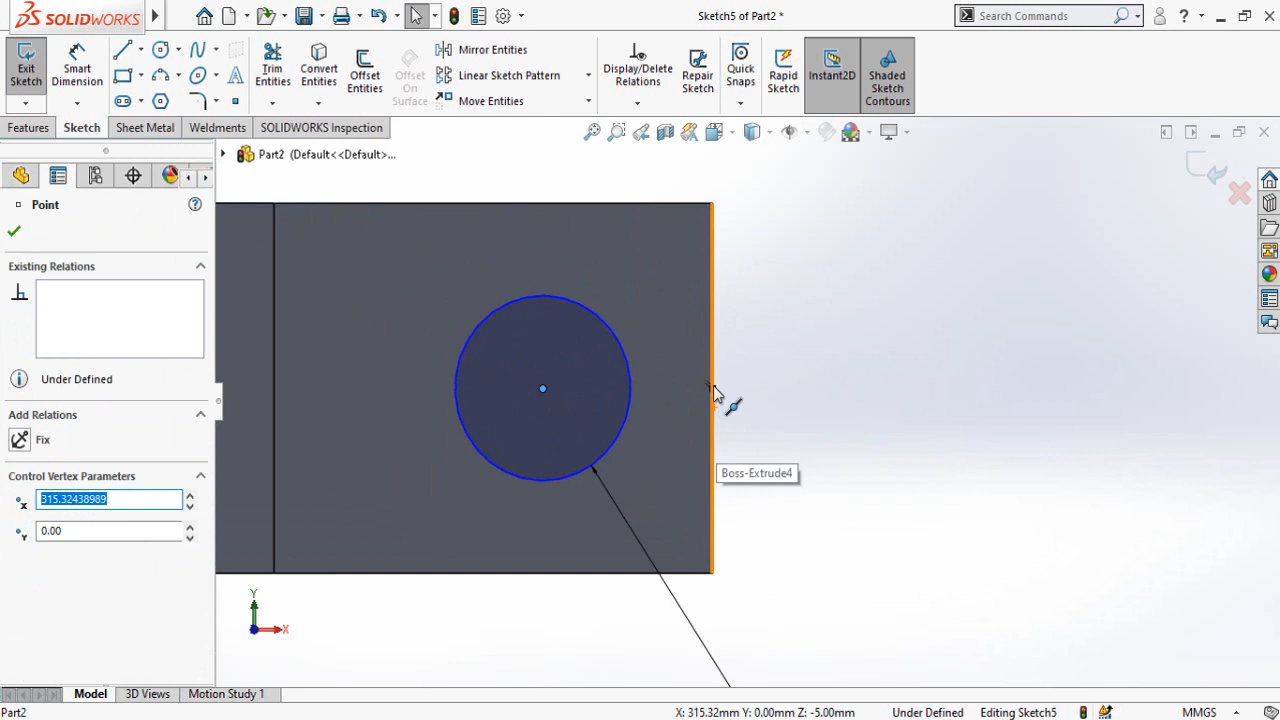 SOLIDWORKS
Sketch5 of Part2 *
Search Commands
?
Exit Sketch
Smart Dimension
Trim Entities
Convert Entities
Offset Entities
Offset On Surface
Mirror Entities
Linear Sketch Pattern
Move Entities
Display/Delete Relations
Repair Sketch
Quick Snaps
Rapid Sketch
Instant2D
Shaded Sketch Contours
Features
Sketch
Sheet Metal
Weldments
SOLIDWORKS Inspection
Part2 (Default<<Default>...
Point
Existing Relations
Under Defined
Add Relations
Fix
Control Vertex Parameters
X
315.32438989
Y
0.00
Boss-Extrude4
Y
X
Model
3D Views
Motion Study 1
Part2
X: 315.32mm Y: 0.00mm Z: -5.00mm
Under Defined
Editing Sketch5
MMGS